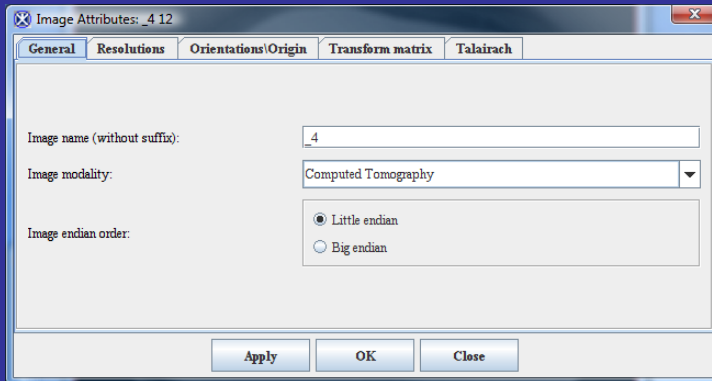 Image Attributes: _4 12
General Resolutions Orientations\Origin Transform matrix Talairach
Image name (without suffix): _4
Image modality: Computed Tomography
Little endian
Image endian order:
Big endian
Apply OK Close